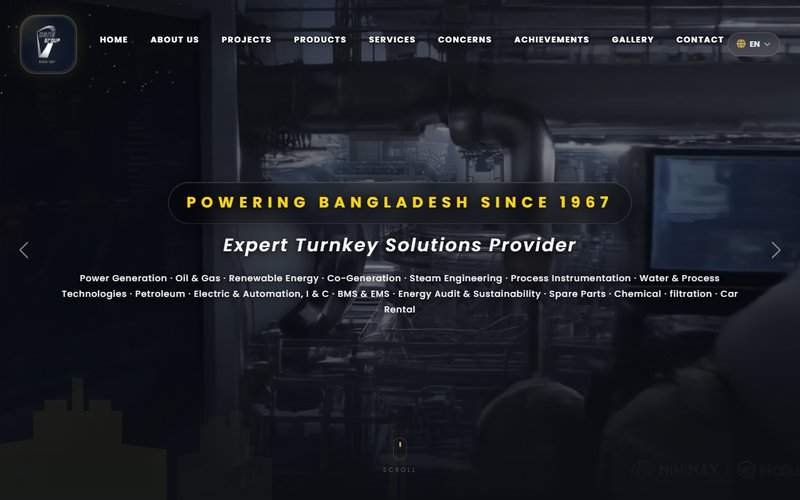 HOME
ABOUT US
PROJECTS
PRODUCTS
SERVICES
CONCERNS
ACHIEVEMENTS
GALLERY
CONTACT
EN
POWERING BANGLADESH SINCE 1967
Expert Turnkey Solutions Provider
Power Generation · Oil & Gas · Renewable Energy · Co-Generation · Steam Engineering · Process Instrumentation · Water & Process
Technologies · Petroleum · Electric & Automation, I & C · BMS & EMS · Energy Audit & Sustainability · Spare Parts · Chemical · filtration · Car
Rental
SCROLL
MINIMAX